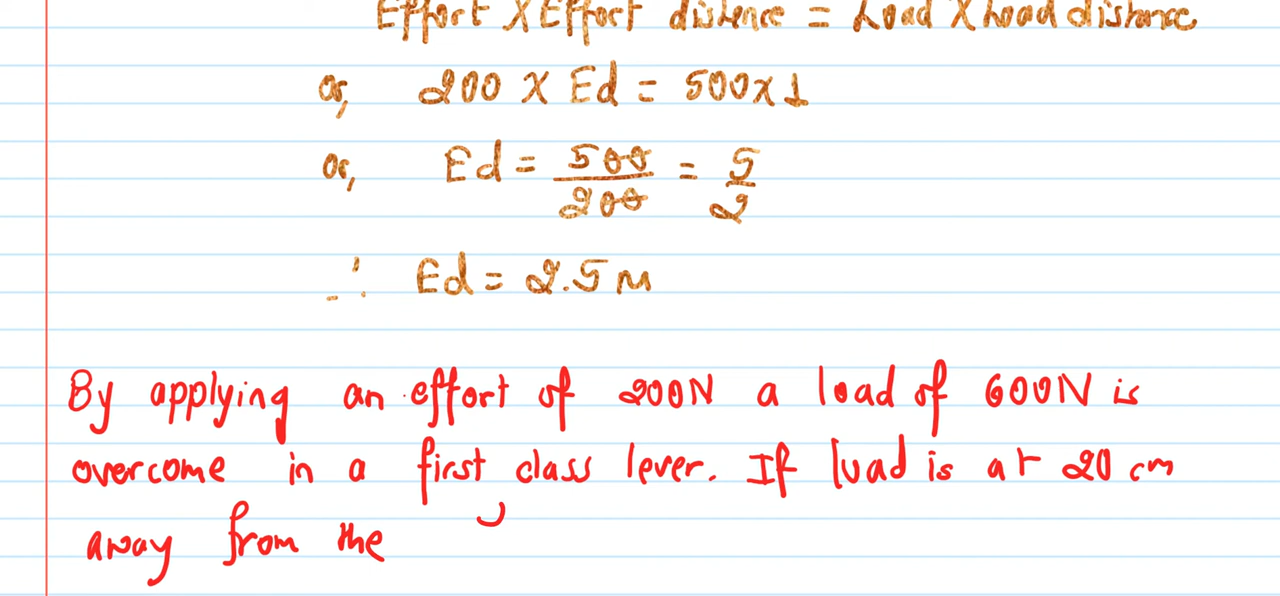 Effort X Effort distence = Load X Load distance
Or, 200 X Ed = 500 X 1
Or, Ed = 500/200 = 5/2
∴ Ed = 2.5 m
By applying an effort of 200N a load of 600N is
overcome in a first class lever. If load is at 20 cm
away from the